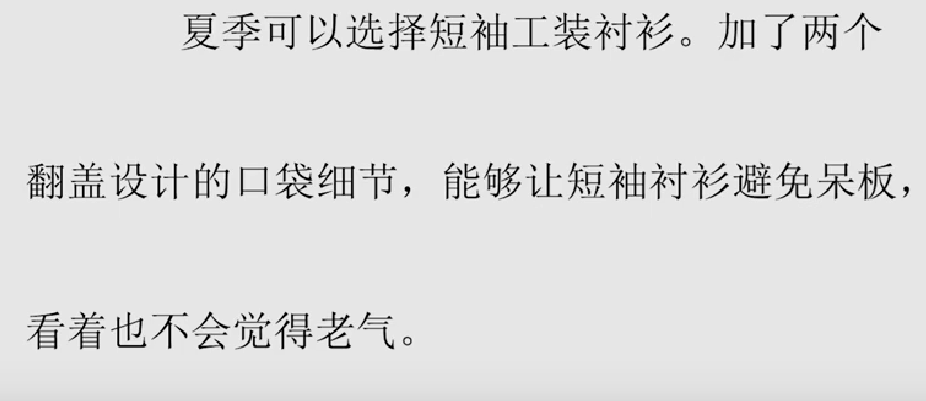 夏季可以选择短袖工装衬衫。加了两个
翻盖设计的口袋细节，能够让短袖衬衫避免呆板，
看着也不会觉得老气。